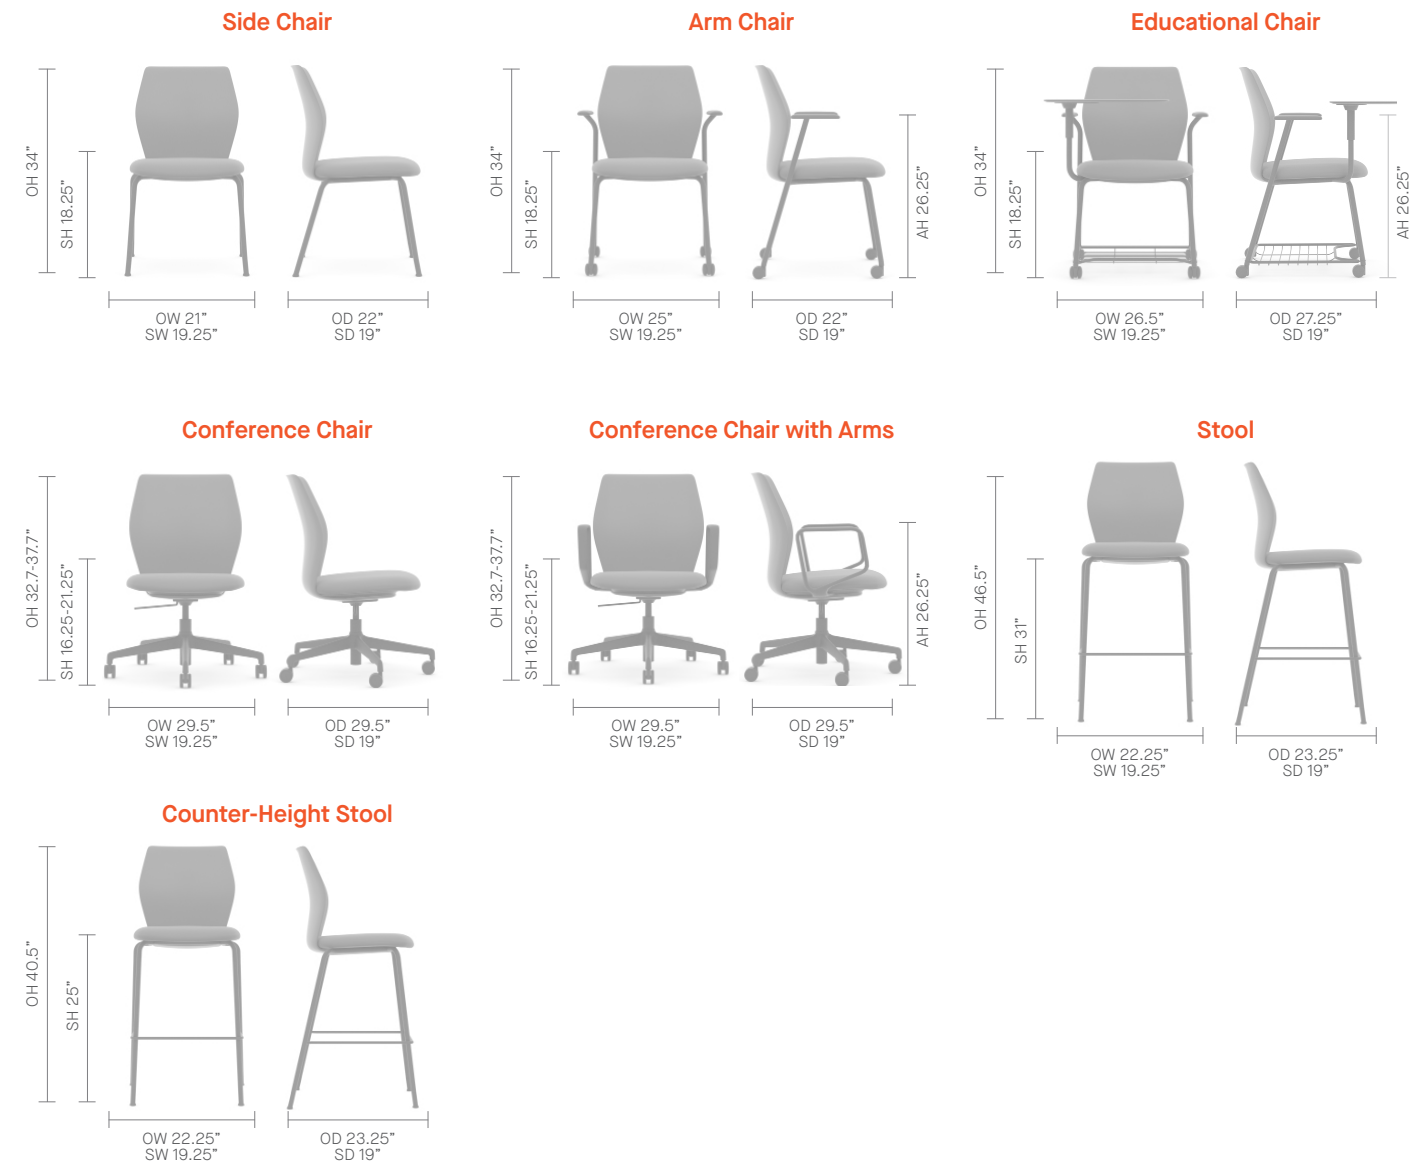 Side Chair
OH 34”
SH 18.25”
OW 21”
SW 19.25”
OD 22”
SD 19”
Arm Chair
OH 34”
SH 18.25”
AH 26.25”
OW 25”
SW 19.25”
OD 22”
SD 19”
Educational Chair
OH 34”
SH 18.25”
AH 26.25”
OW 26.5”
SW 19.25”
OD 27.25”
SD 19”
Conference Chair
OH 32.7-37.7”
SH 16.25-21.25”
OW 29.5”
SW 19.25”
OD 29.5”
SD 19”
Conference Chair with Arms
OH 32.7-37.7”
SH 16.25-21.25”
AH 26.25”
OW 29.5”
SW 19.25”
OD 29.5”
SD 19”
Stool
OH 46.5”
SH 31”
OW 22.25”
SW 19.25”
OD 23.25”
SD 19”
Counter-Height Stool
OH 40.5”
SH 25”
OW 22.25”
SW 19.25”
OD 23.25”
SD 19”